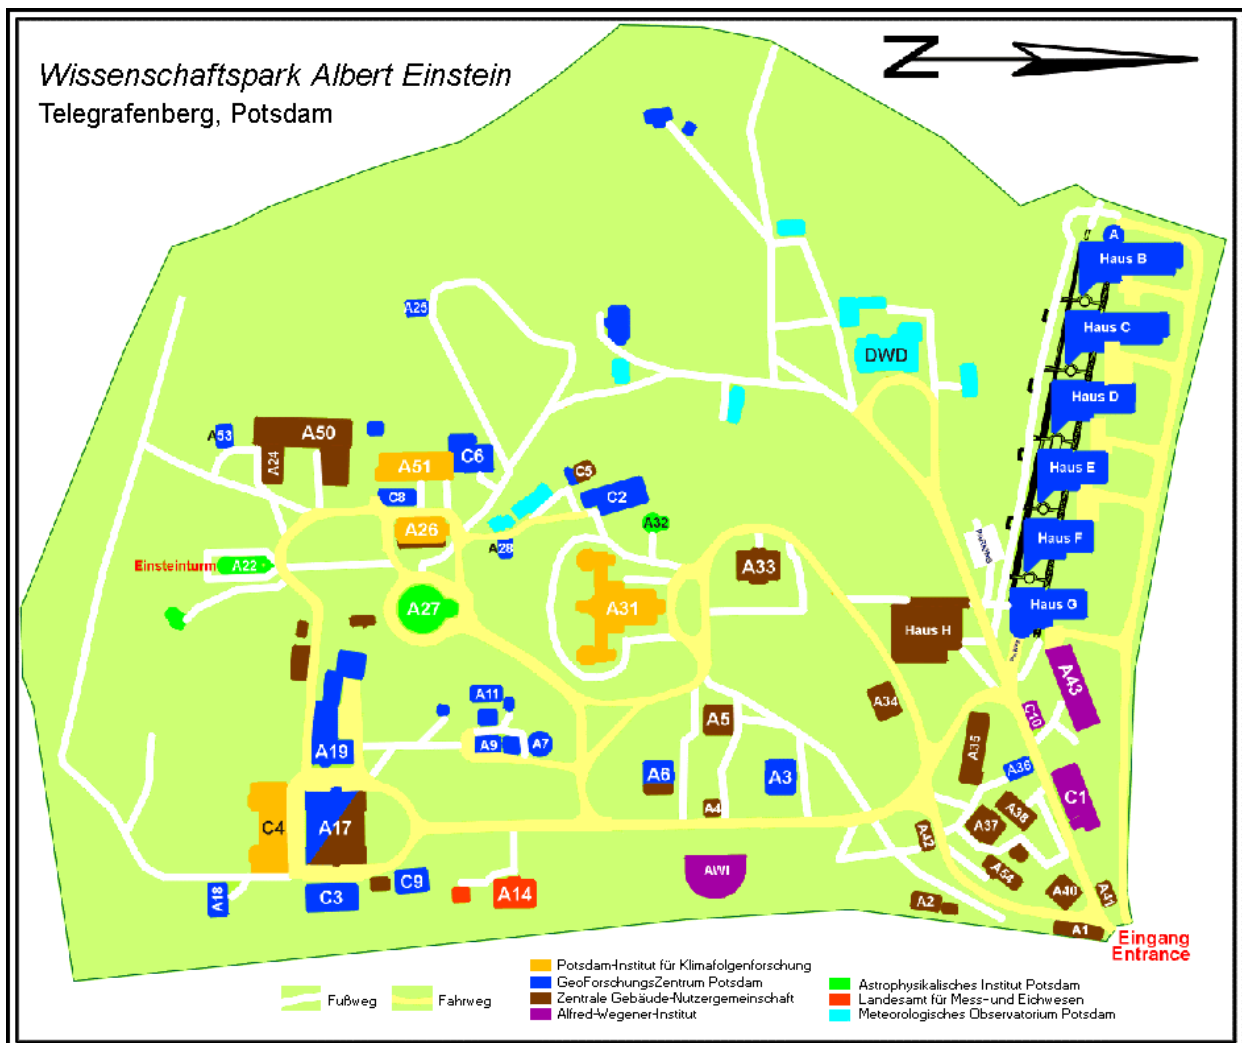 Wissenschaftspark Albert Einstein
Telegrafenberg, Potsdam
N
A
Haus B
Haus C
Haus D
Haus E
Haus F
Haus G
Haus H
PARKING
DWD
A25
A53
A50
A24
A51
C6
C8
A26
C5
C2
A28
A32
A33
Einsteinturm
A22
A27
A31
A43
C10
A34
A35
A36
C1
A11
A5
A19
A9
A7
A6
A3
A4
C4
A17
A38
A37
A42
A54
A40
A41
A18
C3
C9
A14
AWI
A2
A1
Eingang
Entrance
Fußweg
Fahrweg
Potsdam-Institut für Klimafolgenforschung
GeoForschungsZentrum Potsdam
Zentrale Gebäude-Nutzergemeinschaft
Alfred-Wegener-Institut
Astrophysikalisches Institut Potsdam
Landesamt für Mess-und Eichwesen
Meteorologisches Observatorium Potsdam